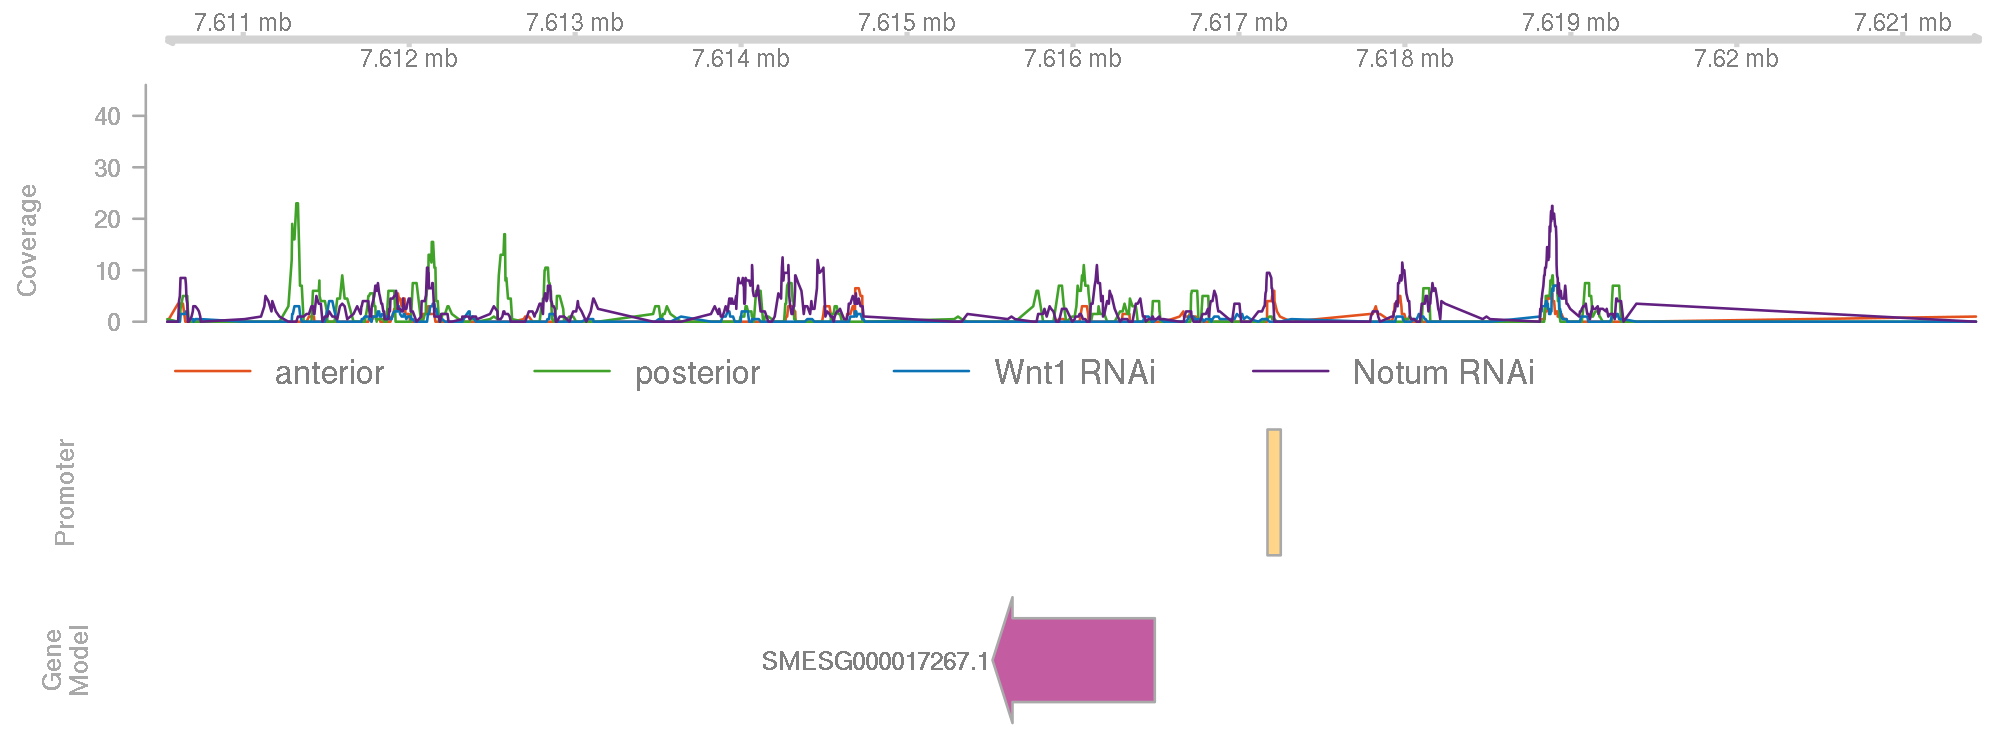 7.611 mb 7.613 mb 7.615 mb 7.617 mb 7.619 mb 7.621 mb
7.612 mb 7.614 mb 7.616 mb 7.618 mb 7.62 mb
Coverage
40
30
20
10
0
anterior posterior Wnt1 RNAi Notum RNAi
Promoter
Gene
Model
SMESG000017267.1